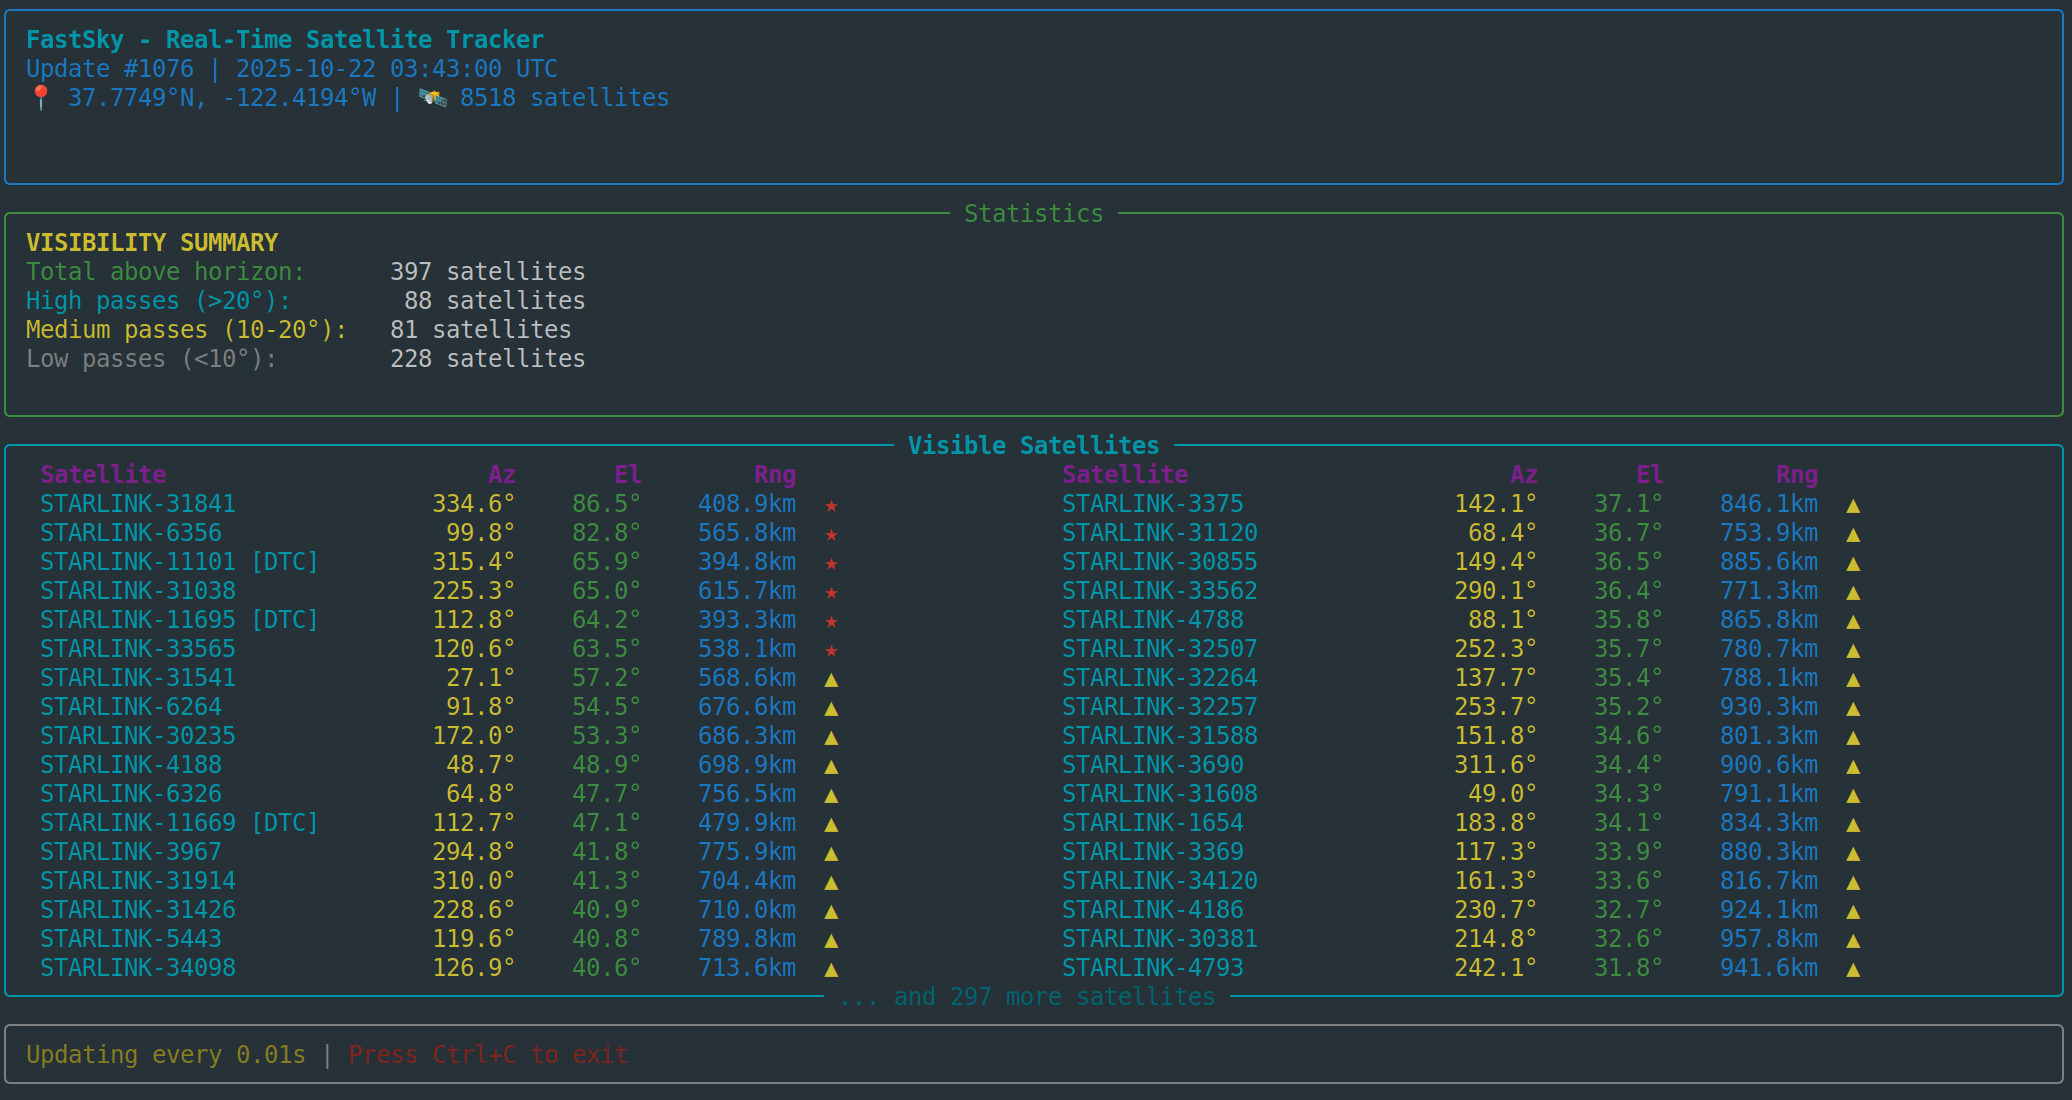 FastSky - Real-Time Satellite Tracker
Update #1076 | 2025-10-22 03:43:00 UTC
📍 37.7749°N, -122.4194°W | 🛰️ 8518 satellites
Statistics
VISIBILITY SUMMARY
Total above horizon: 397 satellites
High passes (>20°): 88 satellites
Medium passes (10-20°): 81 satellites
Low passes (<10°): 228 satellites
Visible Satellites
Satellite Az El Rng Satellite Az El Rng
STARLINK-31841 334.6° 86.5° 408.9km ★ STARLINK-3375 142.1° 37.1° 846.1km ▲
STARLINK-6356 99.8° 82.8° 565.8km ★ STARLINK-31120 68.4° 36.7° 753.9km ▲
STARLINK-11101 [DTC] 315.4° 65.9° 394.8km ★ STARLINK-30855 149.4° 36.5° 885.6km ▲
STARLINK-31038 225.3° 65.0° 615.7km ★ STARLINK-33562 290.1° 36.4° 771.3km ▲
STARLINK-11695 [DTC] 112.8° 64.2° 393.3km ★ STARLINK-4788 88.1° 35.8° 865.8km ▲
STARLINK-33565 120.6° 63.5° 538.1km ★ STARLINK-32507 252.3° 35.7° 780.7km ▲
STARLINK-31541 27.1° 57.2° 568.6km ▲ STARLINK-32264 137.7° 35.4° 788.1km ▲
STARLINK-6264 91.8° 54.5° 676.6km ▲ STARLINK-32257 253.7° 35.2° 930.3km ▲
STARLINK-30235 172.0° 53.3° 686.3km ▲ STARLINK-31588 151.8° 34.6° 801.3km ▲
STARLINK-4188 48.7° 48.9° 698.9km ▲ STARLINK-3690 311.6° 34.4° 900.6km ▲
STARLINK-6326 64.8° 47.7° 756.5km ▲ STARLINK-31608 49.0° 34.3° 791.1km ▲
STARLINK-11669 [DTC] 112.7° 47.1° 479.9km ▲ STARLINK-1654 183.8° 34.1° 834.3km ▲
STARLINK-3967 294.8° 41.8° 775.9km ▲ STARLINK-3369 117.3° 33.9° 880.3km ▲
STARLINK-31914 310.0° 41.3° 704.4km ▲ STARLINK-34120 161.3° 33.6° 816.7km ▲
STARLINK-31426 228.6° 40.9° 710.0km ▲ STARLINK-4186 230.7° 32.7° 924.1km ▲
STARLINK-5443 119.6° 40.8° 789.8km ▲ STARLINK-30381 214.8° 32.6° 957.8km ▲
STARLINK-34098 126.9° 40.6° 713.6km ▲ STARLINK-4793 242.1° 31.8° 941.6km ▲
... and 297 more satellites
Updating every 0.01s | Press Ctrl+C to exit